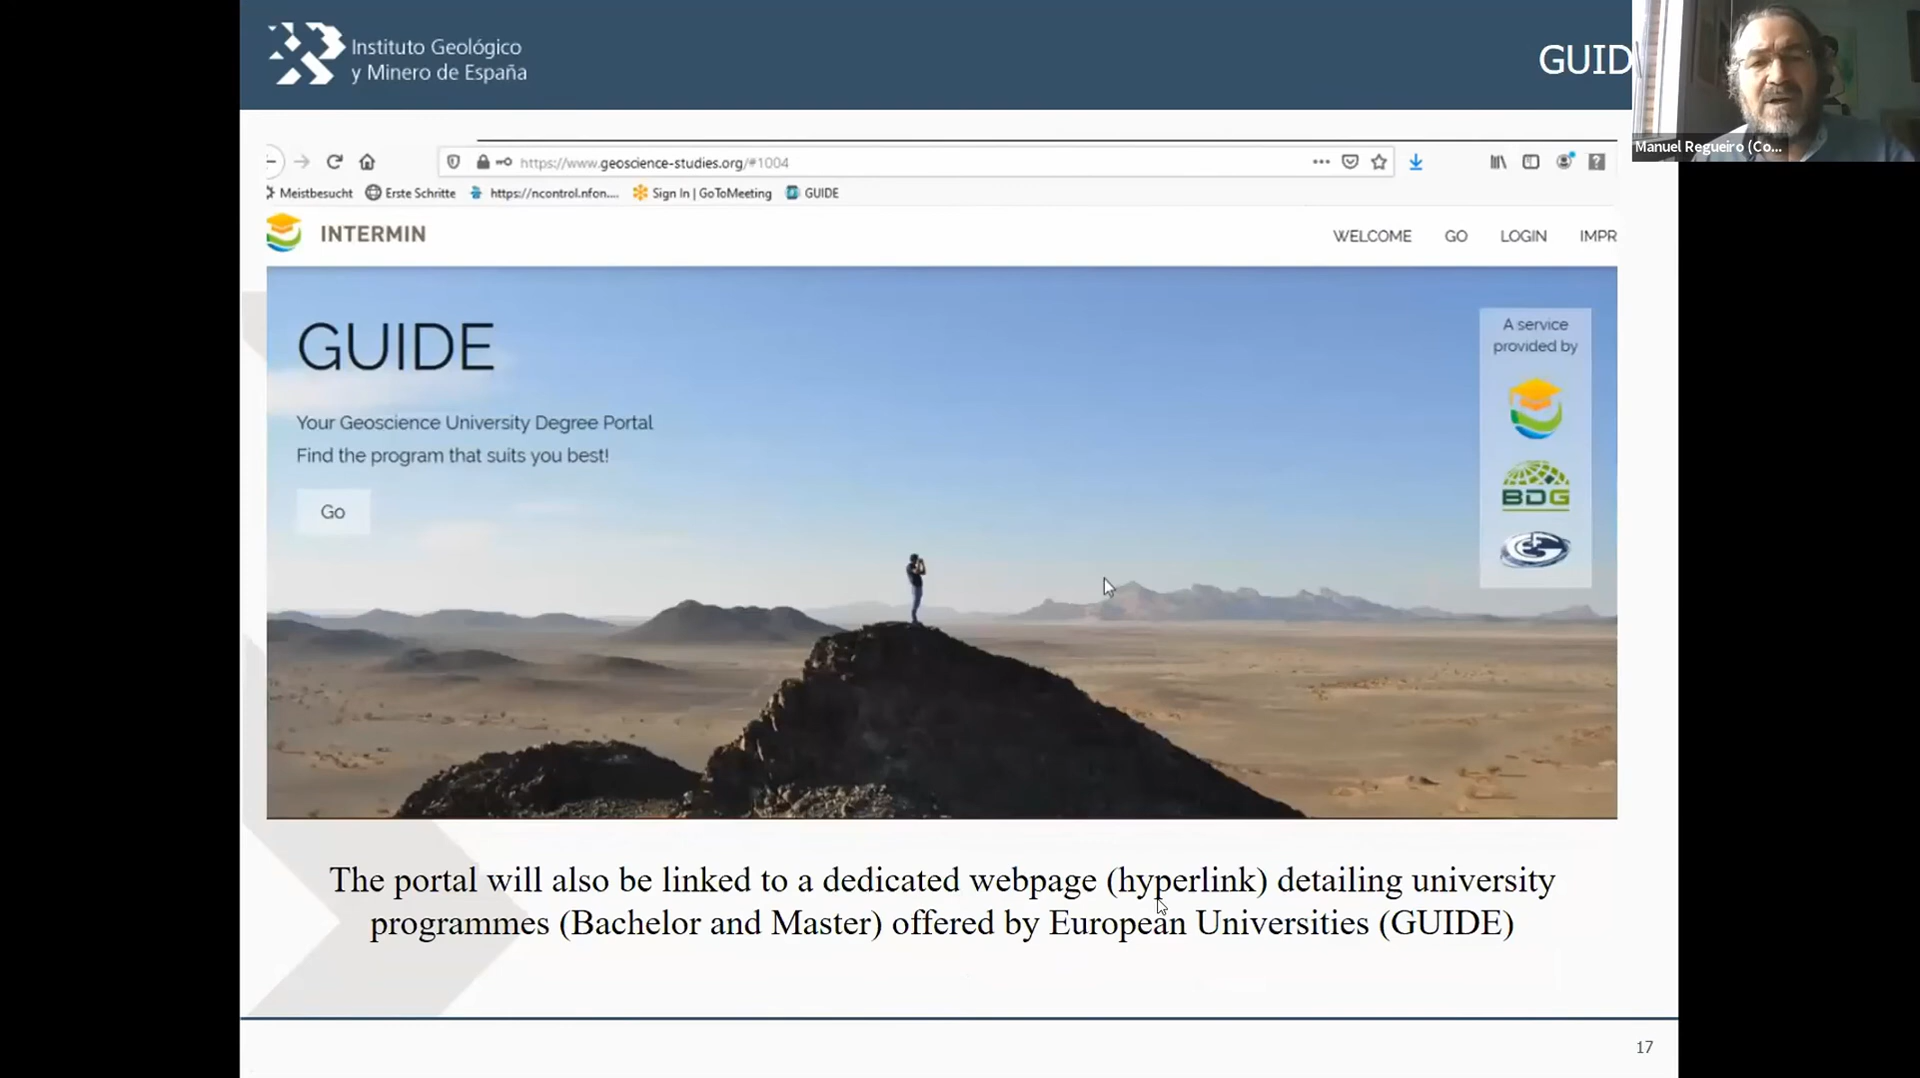 Instituto Geológico
y Minero de España
GUID
Manuel Regueiro (Co...
https://www.geoscience-studies.org/#1004
Meistbesucht Erste Schritte https://ncontrol.nfon.... Sign In | GoToMeeting GUIDE
INTERMIN
WELCOME GO LOGIN IMPR
GUIDE
Your Geoscience University Degree Portal
Find the program that suits you best!
Go
A service
provided by
BDG
The portal will also be linked to a dedicated webpage (hyperlink) detailing university
programmes (Bachelor and Master) offered by European Universities (GUIDE)
17